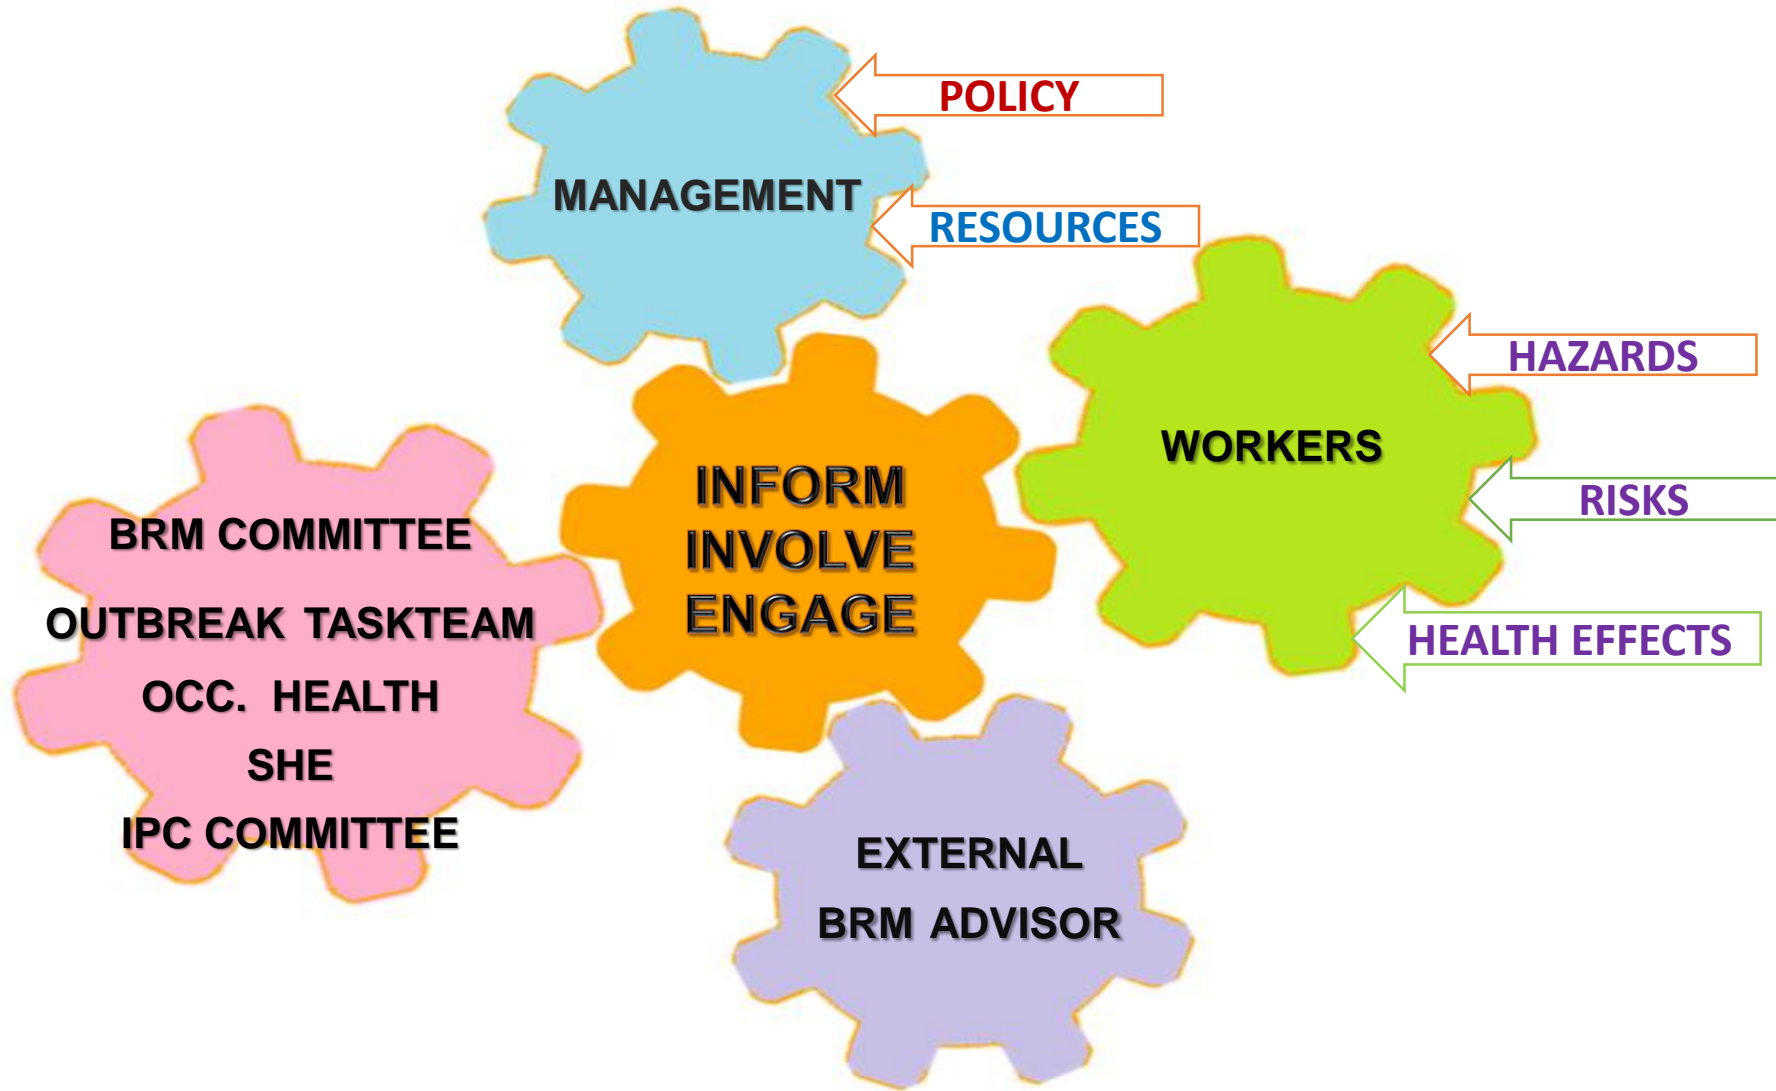 POLICY
MANAGEMENT
RESOURCES
HAZARDS
WORKERS
RISKS
HEALTH EFFECTS
INFORM
INVOLVE
ENGAGE
BRM COMMITTEE
OUTBREAK TASKTEAM
OCC. HEALTH
SHE
IPC COMMITTEE
EXTERNAL
BRM ADVISOR